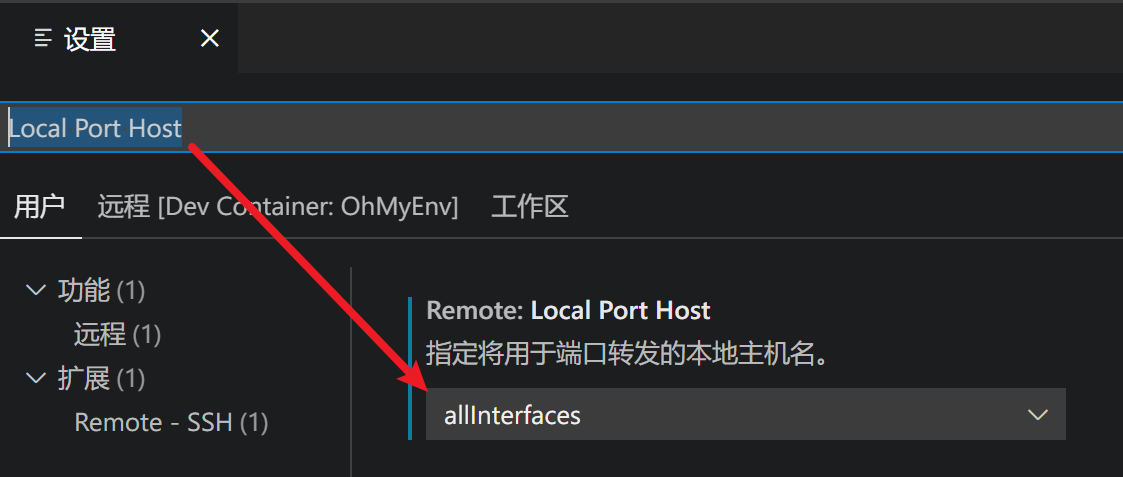 设置
Local Port Host
用户 远程 [Dev Container: OhMyEnv] 工作区
功能 (1)
远程 (1)
扩展 (1)
Remote - SSH (1)
Remote: Local Port Host
指定将用于端口转发的本地主机名。
allInterfaces